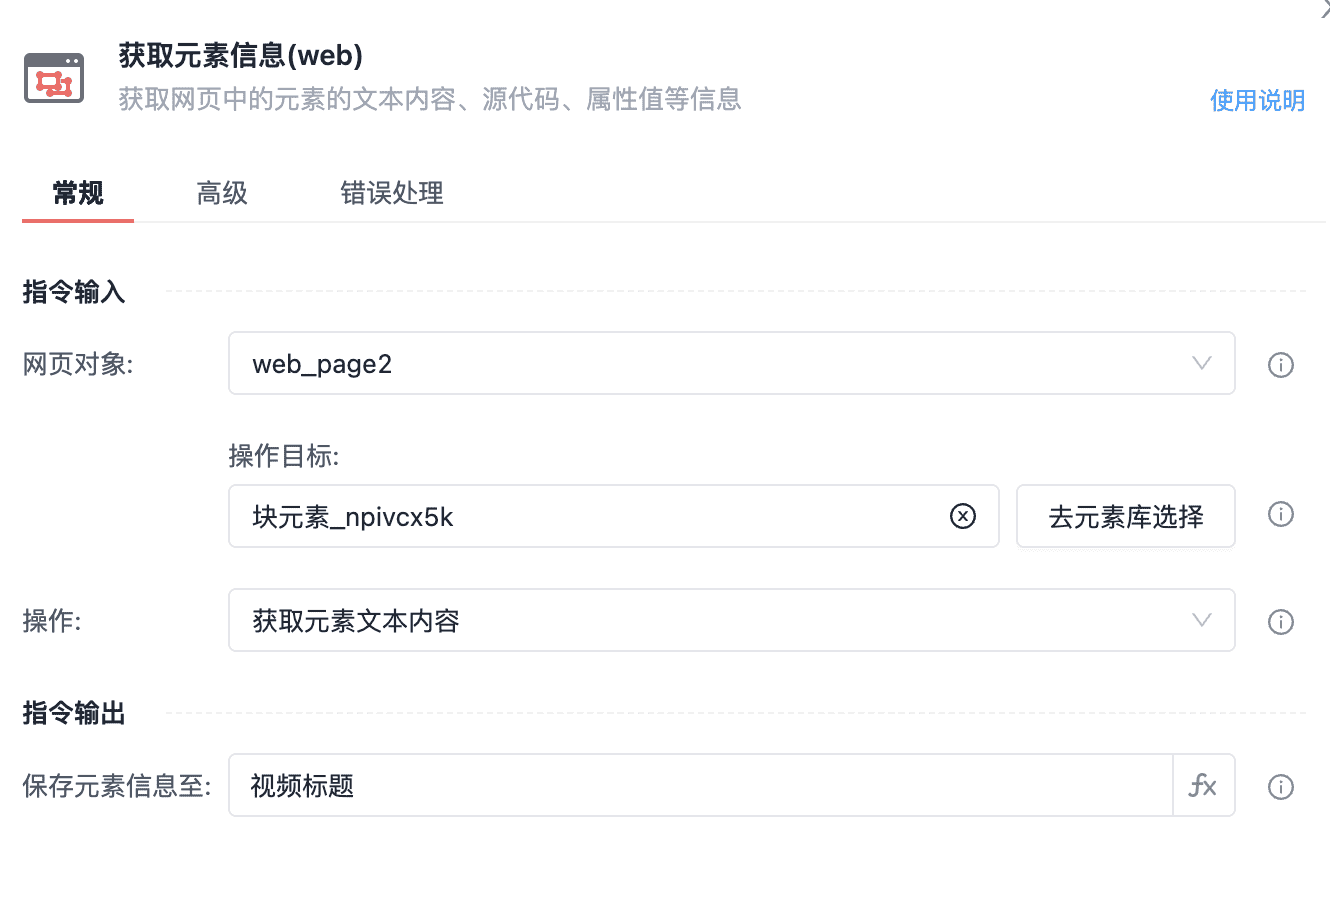 获取元素信息(web)
获取网页中的元素的文本内容、源代码、属性值等信息
使用说明
常规 高级 错误处理
指令输入
网页对象: web_page2
操作目标:
块元素_npivcx5k 去元素库选择
操作: 获取元素文本内容
指令输出
保存元素信息至: 视频标题 fx